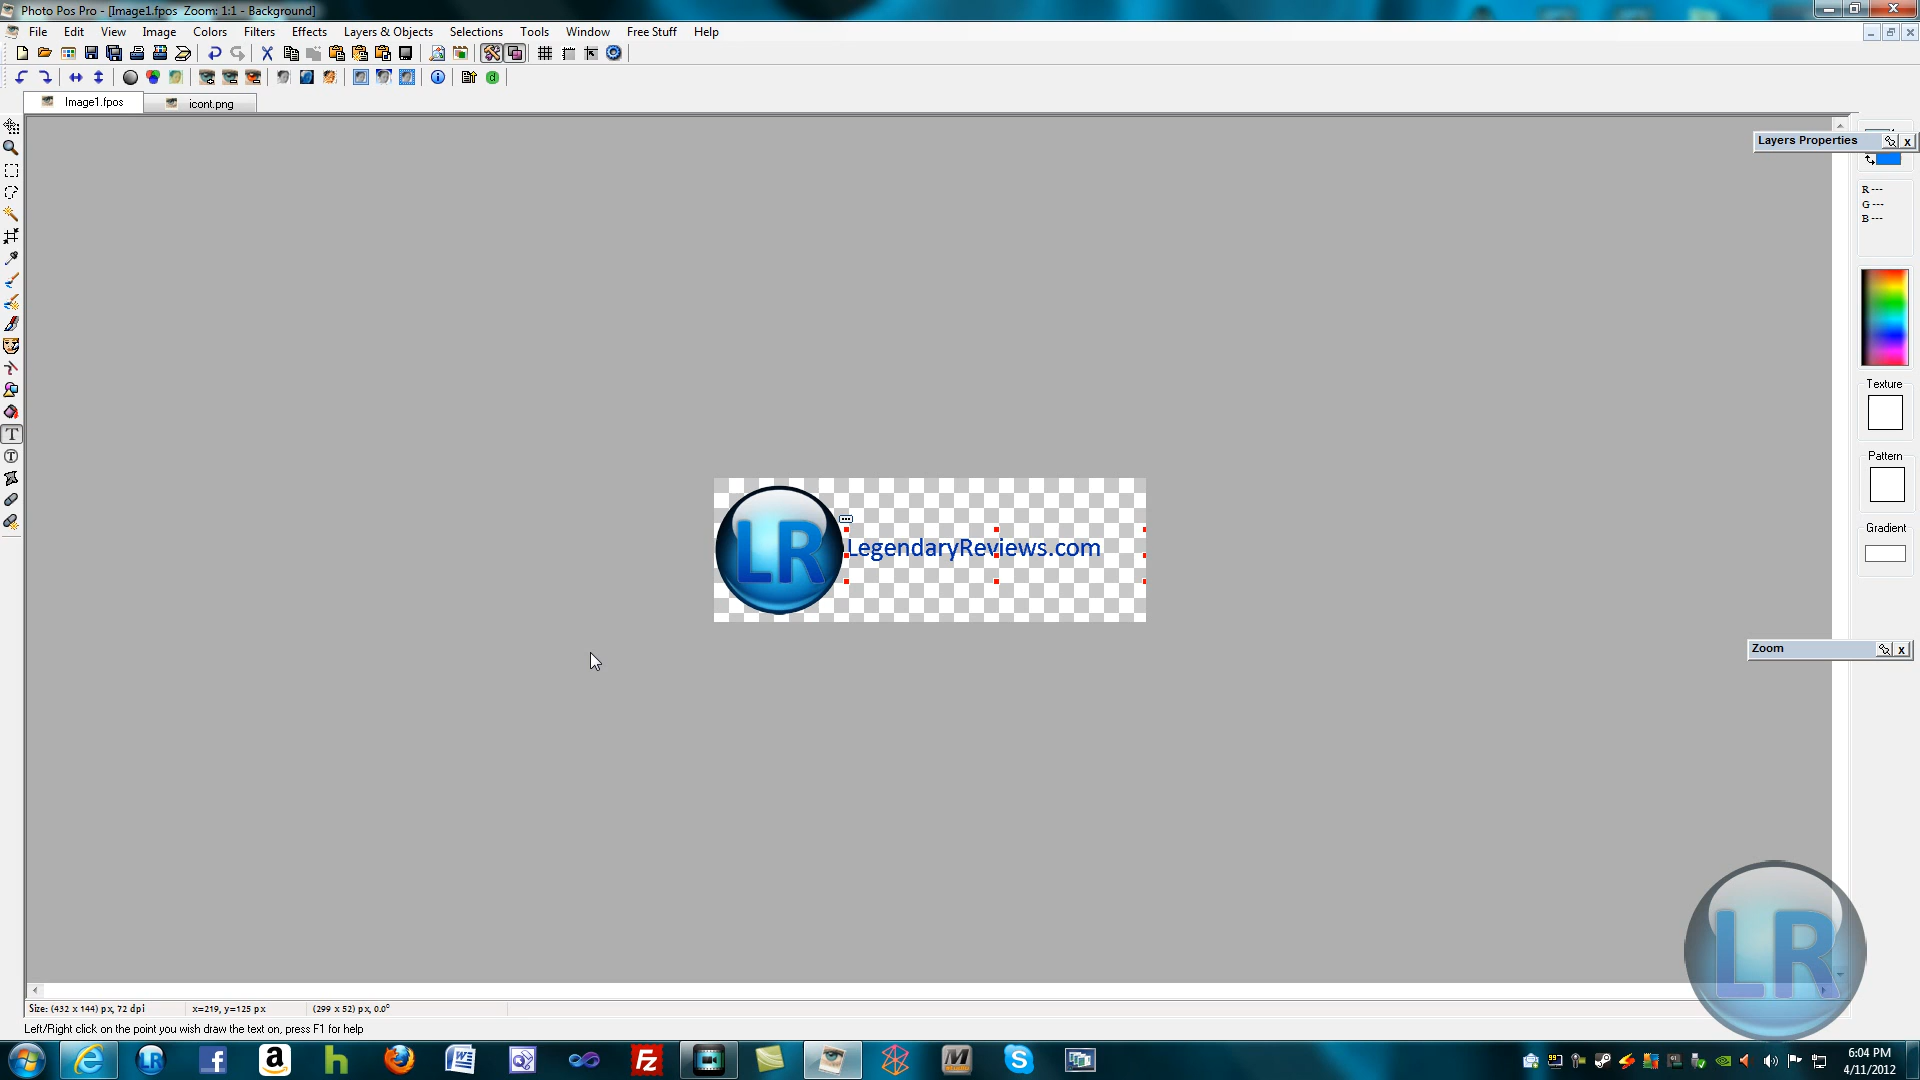 Photo Pos Pro - [Image1.fpos  Zoom: 1:1 - Background]
File Edit View Image Colors Filters Effects Layers & Objects Selections Tools Window Free Stuff Help
Image1.fpos icont.png
Layers Properties x
R ---
G ---
B ---
Texture
Pattern
Gradient
LR LegendaryReviews.com
Zoom x
LR
Size: (432 x 144) px, 72 dpi x=219, y=125 px (299 x 52) px, 0.0°
Left/Right click on the point you wish draw the text on, press F1 for help
6:04 PM
4/11/2012